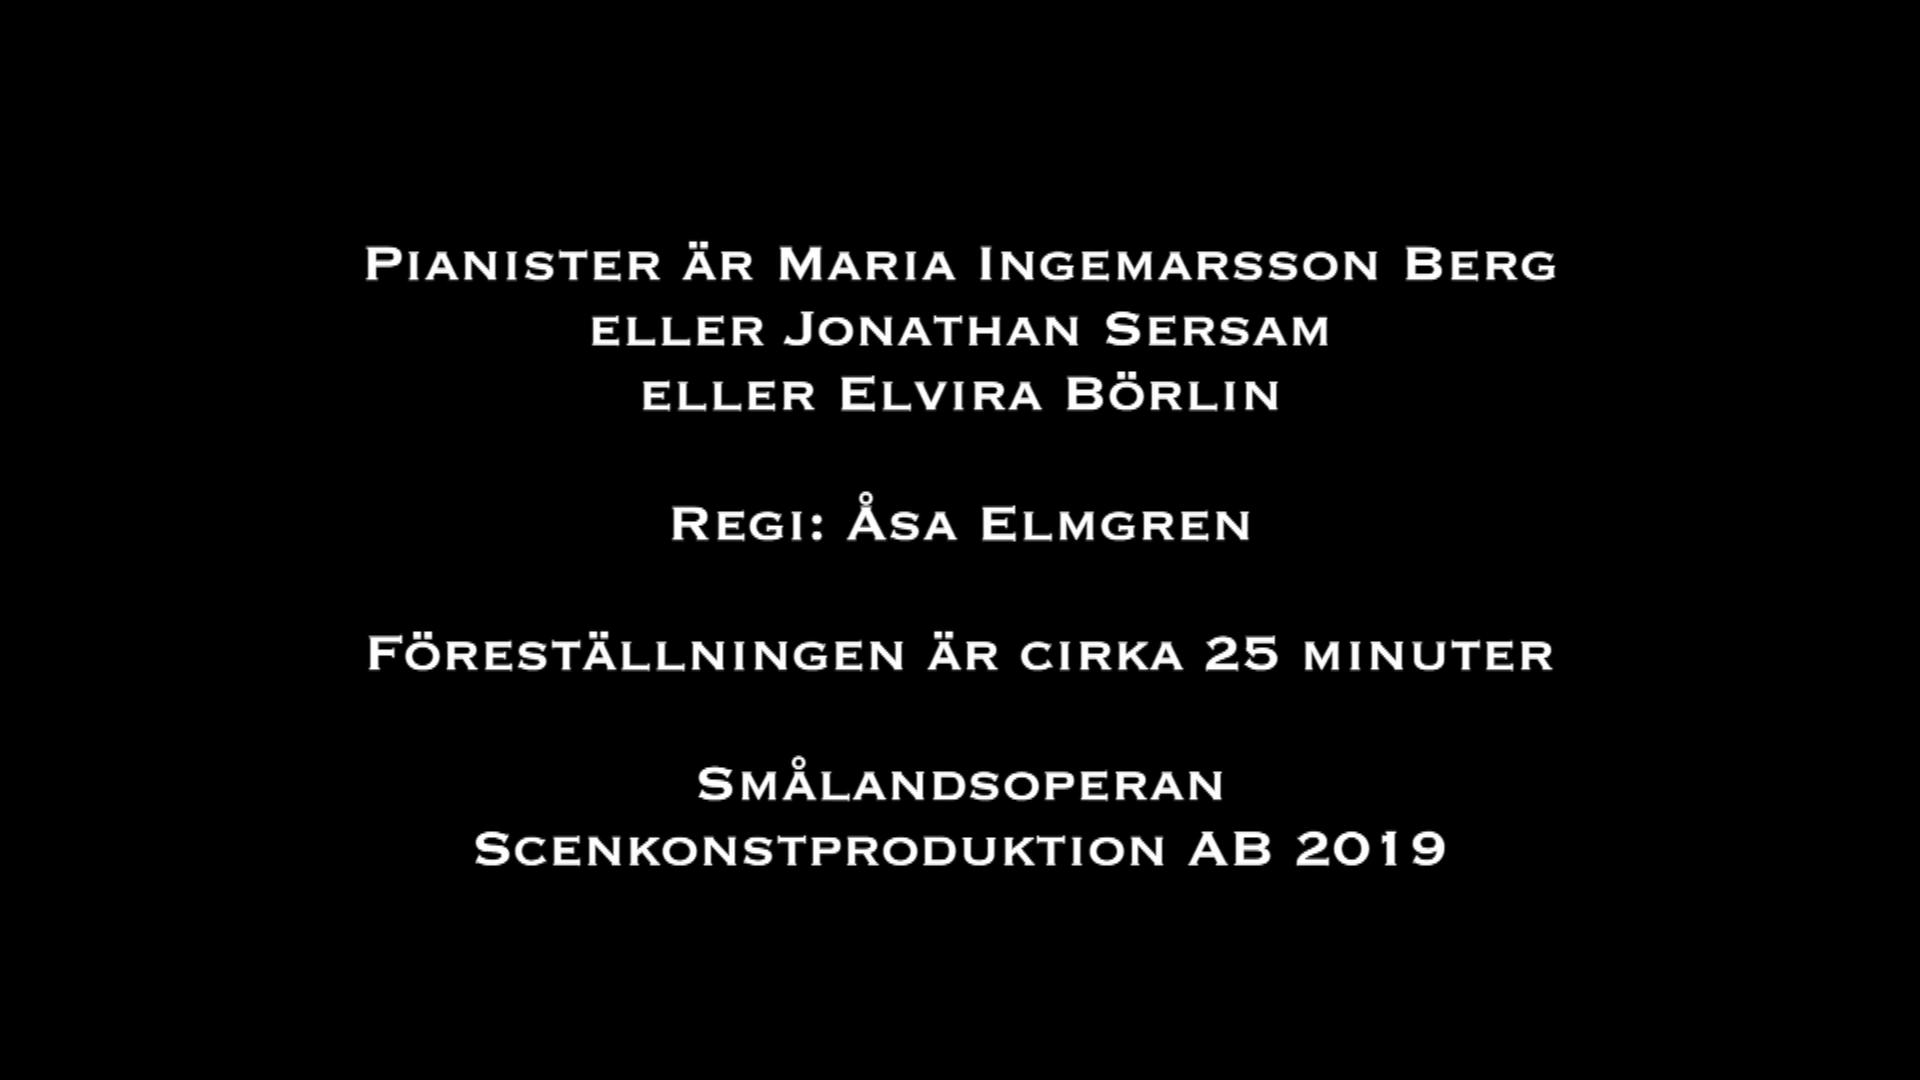 Pianister är Maria Ingemarsson Berg
eller Jonathan Sersam
eller Elvira Börlin
Regi: Åsa Elmgren
Föreställningen är cirka 25 minuter
Smålandsoperan
Scenkonstproduktion AB 2019